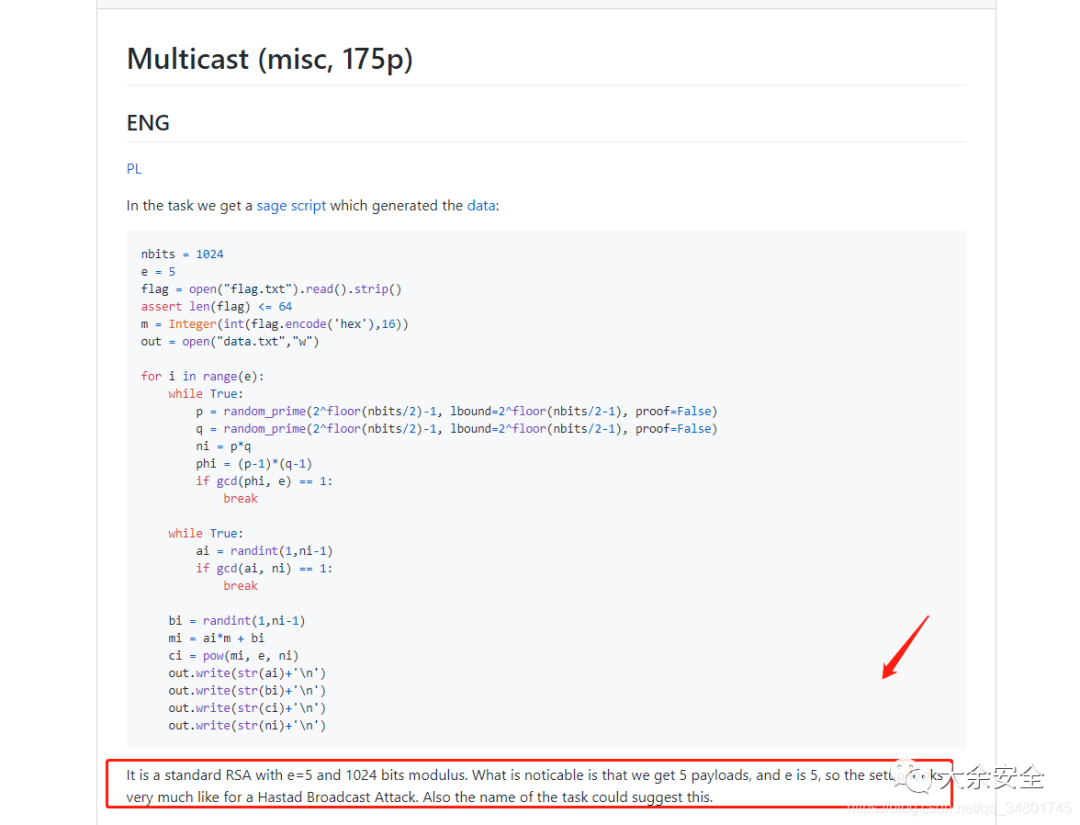 Multicast (misc, 175p)
ENG
PL
In the task we get a sage script which generated the data:
nbits = 1024
e = 5
flag = open("flag.txt").read().strip()
assert len(flag) <= 64
m = Integer(int(flag.encode('hex'),16))
out = open("data.txt","w")
for i in range(e):
while True:
p = random_prime(2^floor(nbits/2)-1, lbound=2^floor(nbits/2-1), proof=False)
q = random_prime(2^floor(nbits/2)-1, lbound=2^floor(nbits/2-1), proof=False)
ni = p*q
phi = (p-1)*(q-1)
if gcd(phi, e) == 1:
break
while True:
ai = randint(1,ni-1)
if gcd(ai, ni) == 1:
break
bi = randint(1,ni-1)
mi = ai*m + bi
ci = pow(mi, e, ni)
out.write(str(ai)+'\n')
out.write(str(bi)+'\n')
out.write(str(ci)+'\n')
out.write(str(ni)+'\n')
It is a standard RSA with e=5 and 1024 bits modulus. What is noticable is that we get 5 payloads, and e is 5, so the setup looks
very much like for a Hastad Broadcast Attack. Also the name of the task could suggest this.
大余安全
https://blog.csdn.net/qq_34801745